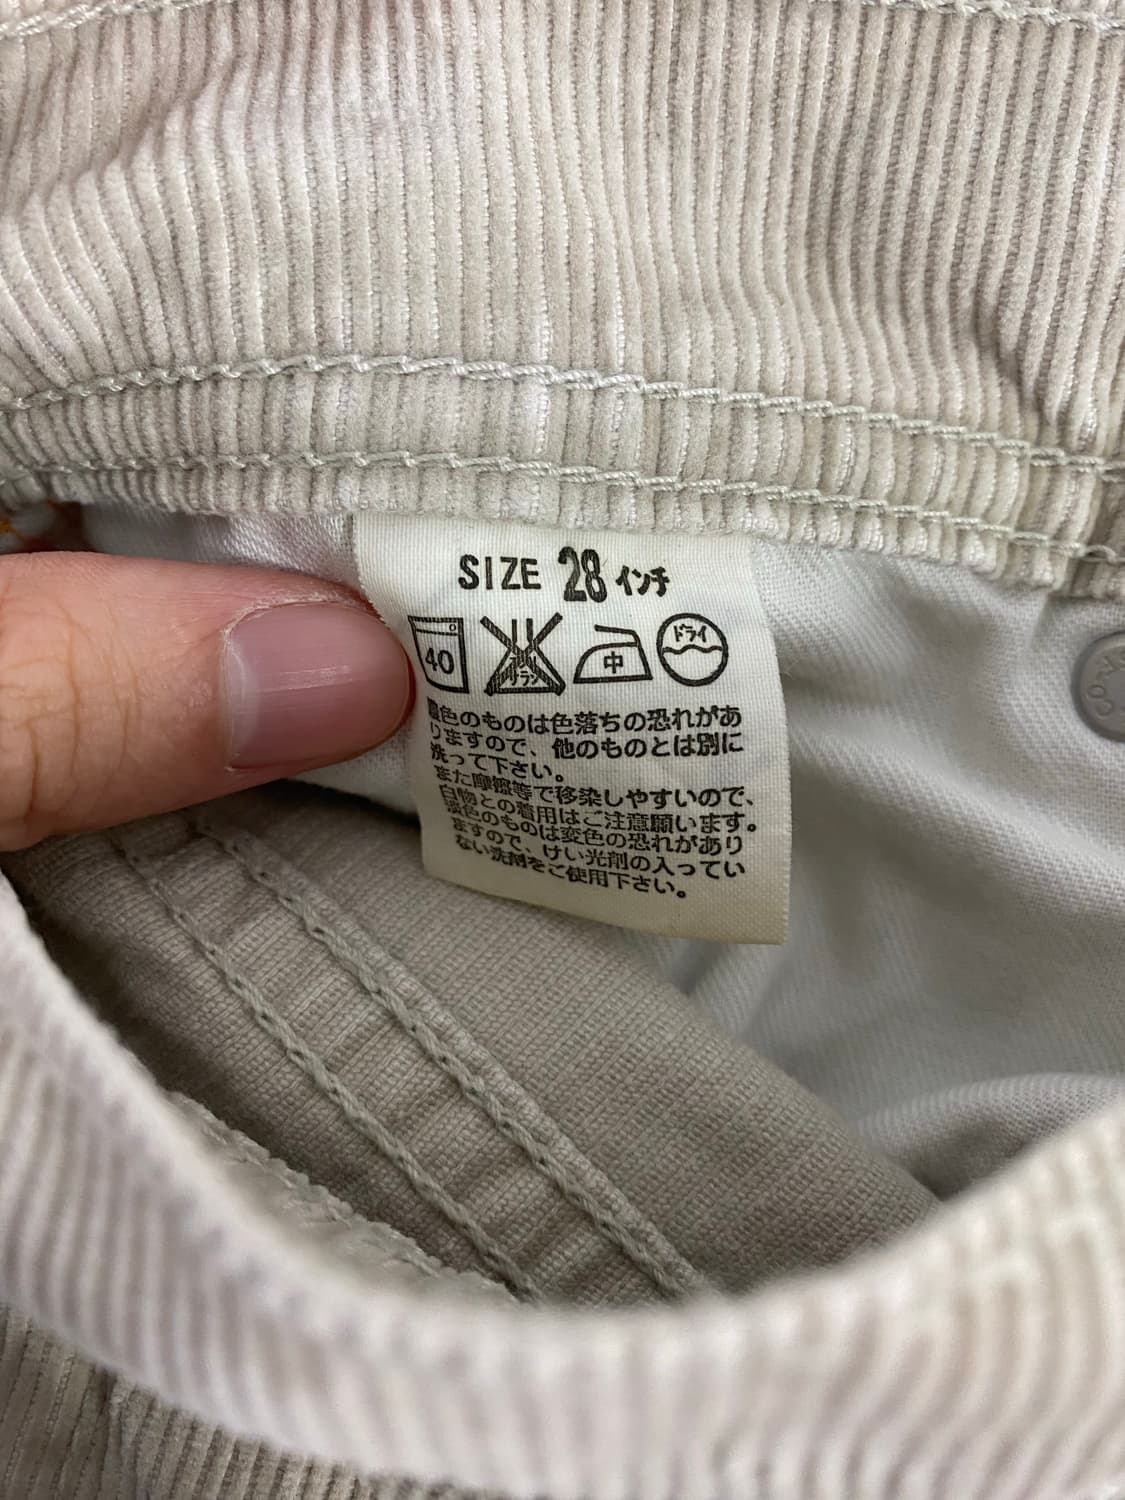 SIZE 28 インチ
40 中 ドライ
色のものは色落ちの恐れがあ
りますので、他のものとは別に
洗って下さい。
また摩擦等で移染しやすいので、
白物との着用はご注意願います。
淡色のものは変色の恐れがあり
ますので、けい光剤の入ってい
ない洗剤をご使用下さい。